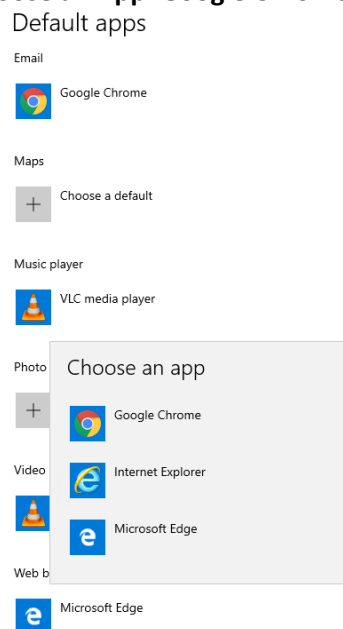 Default apps
Email
Google Chrome
Maps
Choose a default
Music player
VLC media player
Photo
Choose an app
Google Chrome
Internet Explorer
Video
Microsoft Edge
Web b
Microsoft Edge